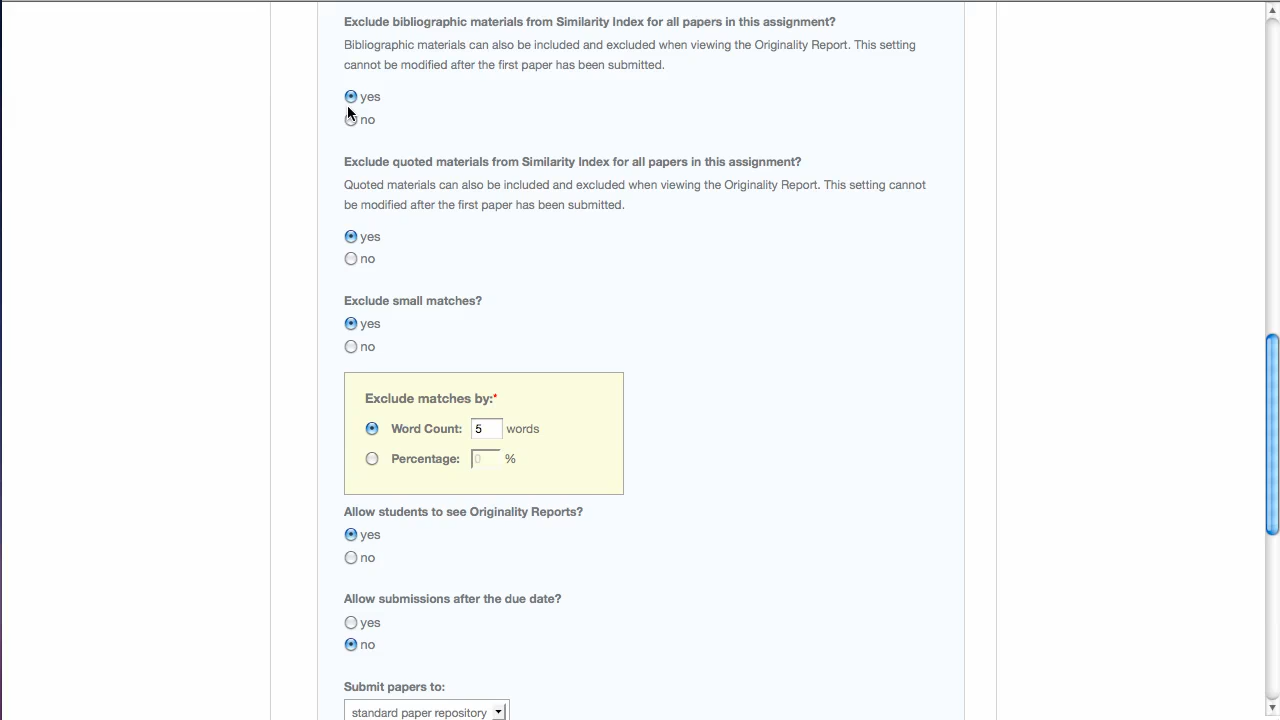 Exclude bibliographic materials from Similarity Index for all papers in this assignment?
Bibliographic materials can also be included and excluded when viewing the Originality Report. This setting
cannot be modified after the first paper has been submitted.
yes
no
Exclude quoted materials from Similarity Index for all papers in this assignment?
Quoted materials can also be included and excluded when viewing the Originality Report. This setting cannot
be modified after the first paper has been submitted.
yes
no
Exclude small matches?
yes
no
Exclude matches by:*
Word Count: 5 words
Percentage: 0 %
Allow students to see Originality Reports?
yes
no
Allow submissions after the due date?
yes
no
Submit papers to:
standard paper repository